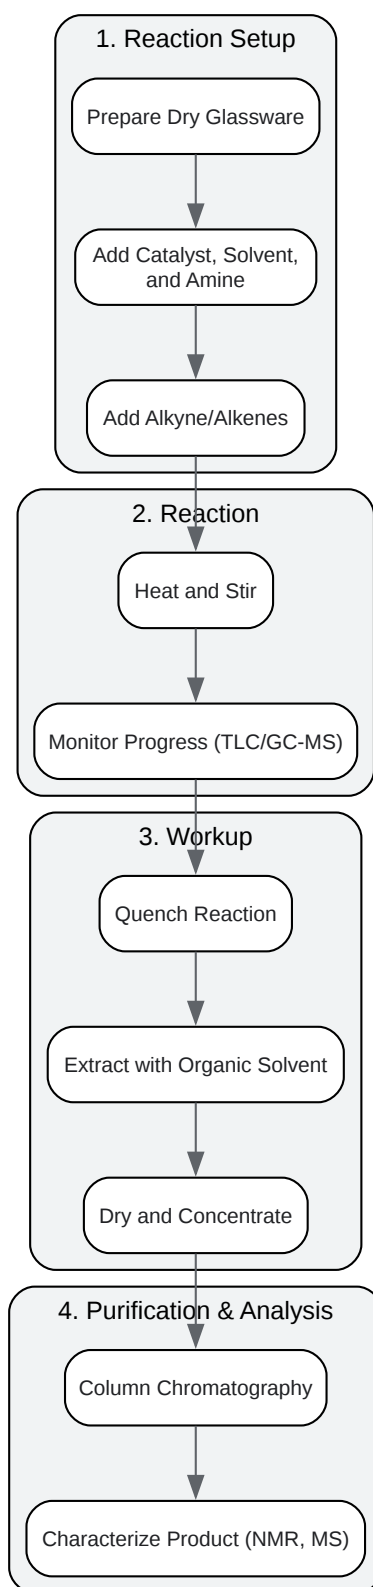 1. Reaction Setup
Prepare Dry Glassware
Add Catalyst, Solvent,
and Amine
Add Alkyne/Alkenes
2. Reaction
Heat and Stir
Monitor Progress (TLC/GC-MS)
3. Workup
Quench Reaction
Extract with Organic Solvent
Dry and Concentrate
4. Purification & Analysis
Column Chromatography
Characterize Product (NMR, MS)